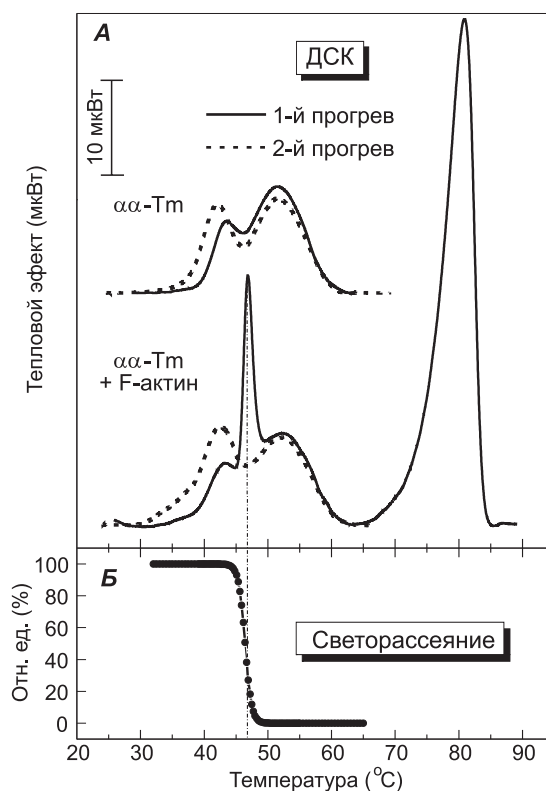 А
ДСК
10 мкВт
1-й прогрев
2-й прогрев
αα-Tm
αα-Tm
+ F-актин
Тепловой эфект (мкВт)
Б
Светорассеяние
Отн. ед. (%)
100
80
60
40
20
0
20 30 40 50 60 70 80 90
Температура (°C)